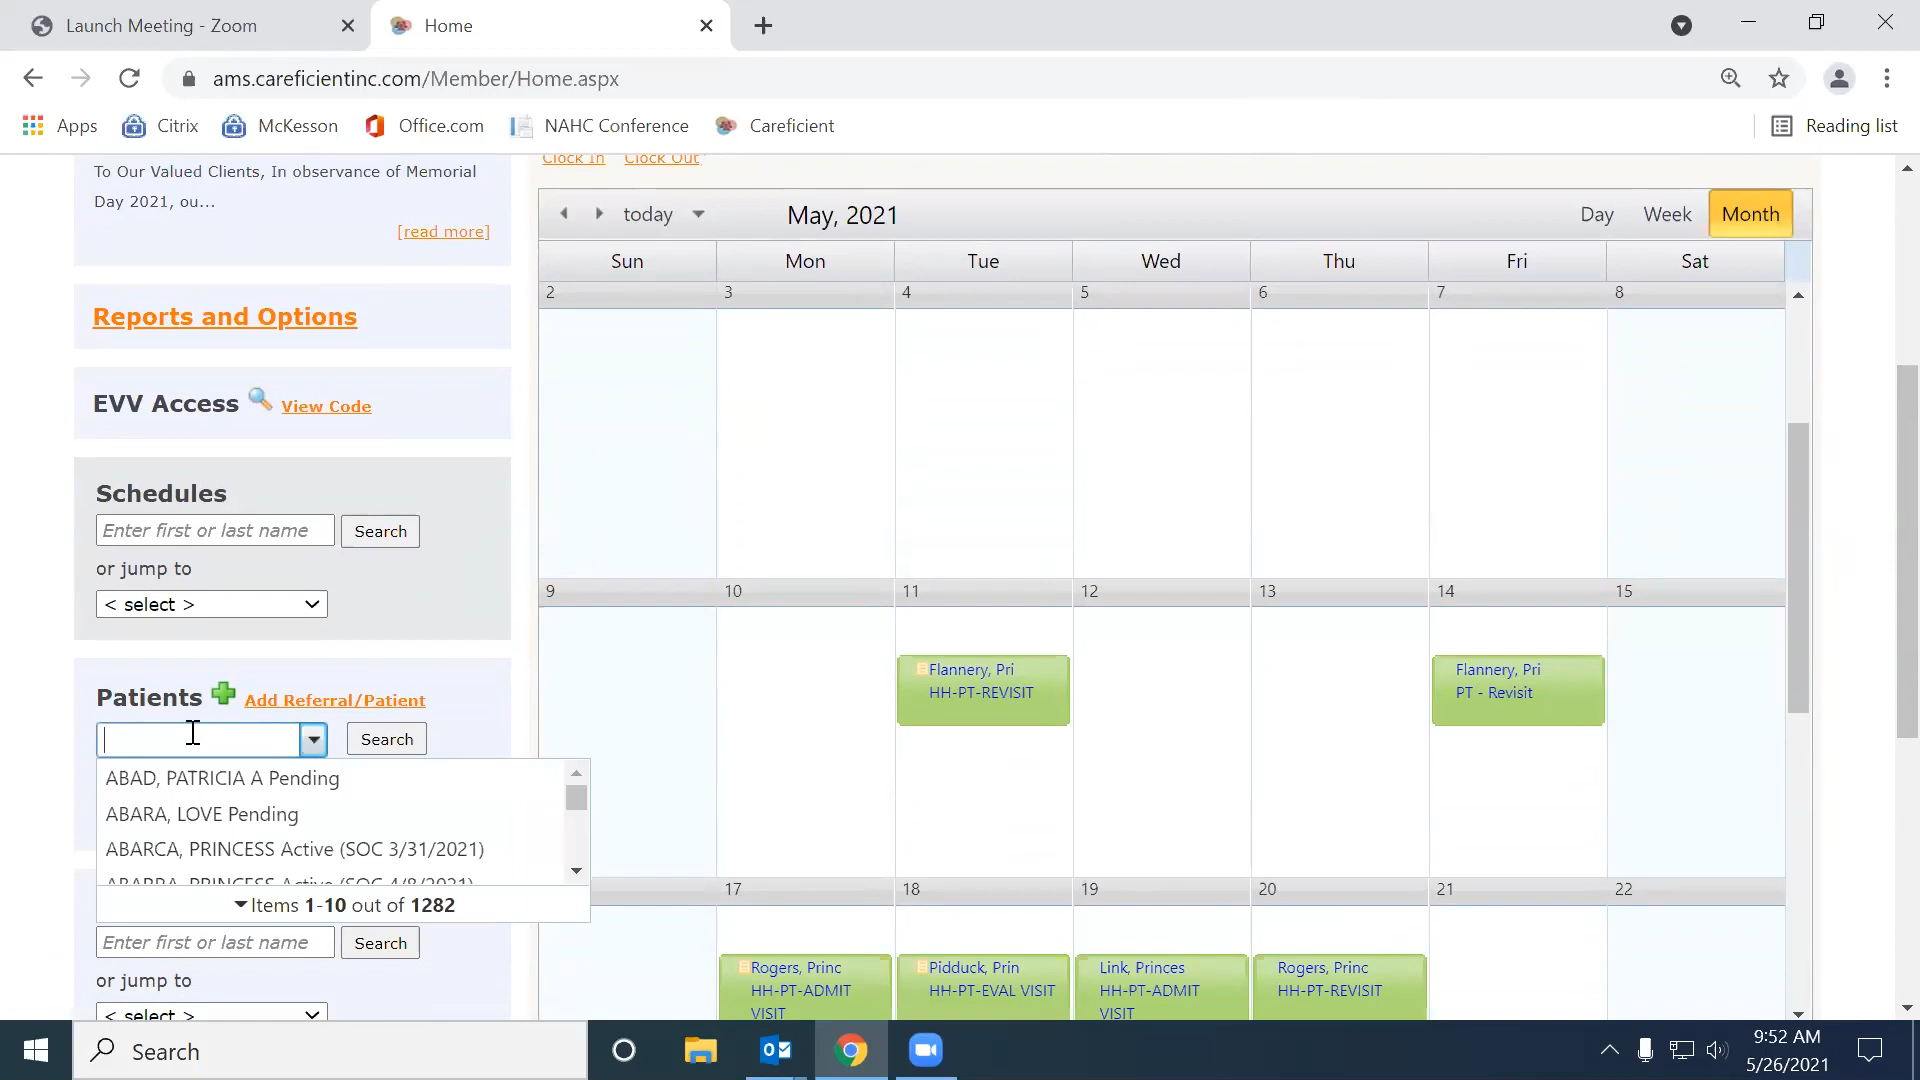 Launch Meeting - Zoom
Home
ams.careficientinc.com/Member/Home.aspx
Apps
Citrix
McKesson
Office.com
NAHC Conference
Careficient
Reading list
To Our Valued Clients, In observance of Memorial
Day 2021, ou...
[read more]
Reports and Options
EVV Access
View Code
Schedules
Enter first or last name
Search
or jump to
< select >
Patients
Add Referral/Patient
Search
ABAD, PATRICIA A Pending
ABARA, LOVE Pending
ABARCA, PRINCESS Active (SOC 3/31/2021)
ABARRA, PRINCESS Active (SOC 4/8/2021)
Items 1-10 out of 1282
Enter first or last name
Search
or jump to
< select >
Clock In
Clock Out
today
May, 2021
Day
Week
Month
Sun
Mon
Tue
Wed
Thu
Fri
Sat
2
3
4
5
6
7
8
9
10
11
12
13
14
15
Flannery, Pri
HH-PT-REVISIT
Flannery, Pri
PT - Revisit
17
18
19
20
21
22
Rogers, Princ
HH-PT-ADMIT
VISIT
Pidduck, Prin
HH-PT-EVAL VISIT
Link, Princes
HH-PT-ADMIT
VISIT
Rogers, Princ
HH-PT-REVISIT
Search
9:52 AM
5/26/2021